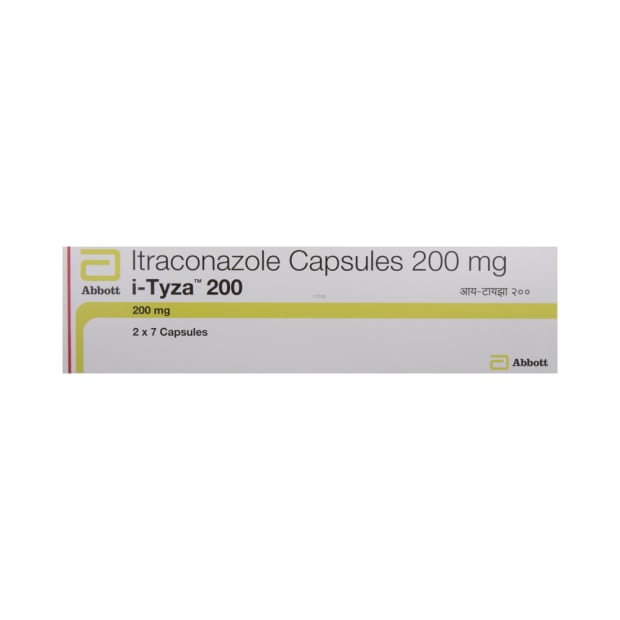 Itraconazole Capsules 200 mg
Abbott
i-Tyza™ 200
आय-टायझा २००
200 mg
2 x 7 Capsules
Abbott